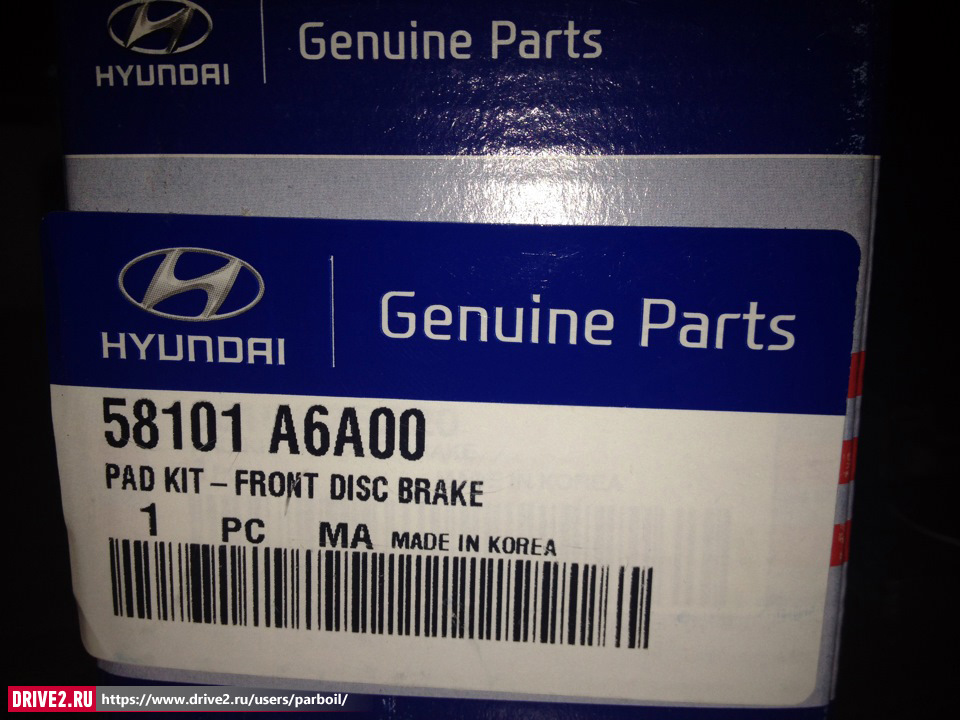 HYUNDAI
Genuine Parts
HYUNDAI
Genuine Parts
58101 A6A00
PAD KIT – FRONT DISC BRAKE
1 PC MA MADE IN KOREA
DRIVE2.RU https://www.drive2.ru/users/parboil/